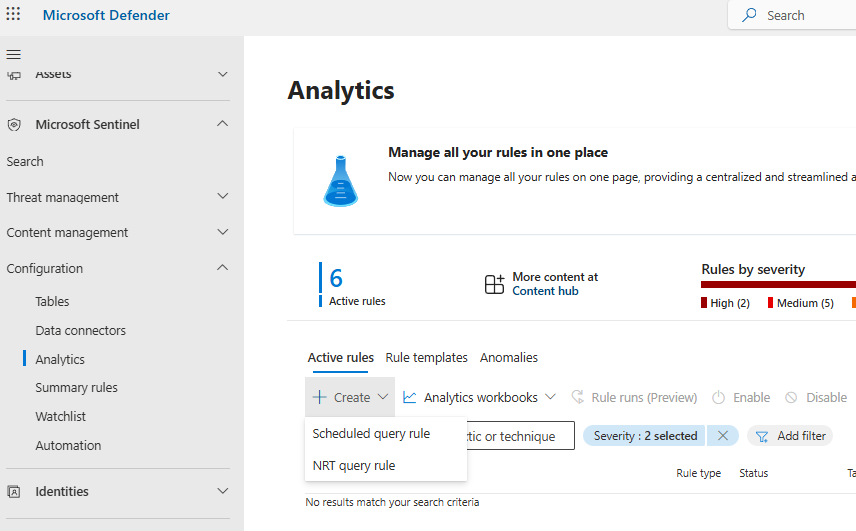 Microsoft Defender
Search
Assets
Microsoft Sentinel
Search
Threat management
Content management
Configuration
Tables
Data connectors
Analytics
Summary rules
Watchlist
Automation
Identities
Analytics
Manage all your rules in one place
Now you can manage all your rules on one page, providing a centralized and streamlined a
6
Active rules
More content at
Content hub
Rules by severity
High (2) Medium (5)
Active rules Rule templates Anomalies
Create Analytics workbooks Rule runs (Preview) Enable Disable
Scheduled query rule
NRT query rule
ctic or technique Severity : 2 selected Add filter
Rule type Status Ta
No results match your search criteria